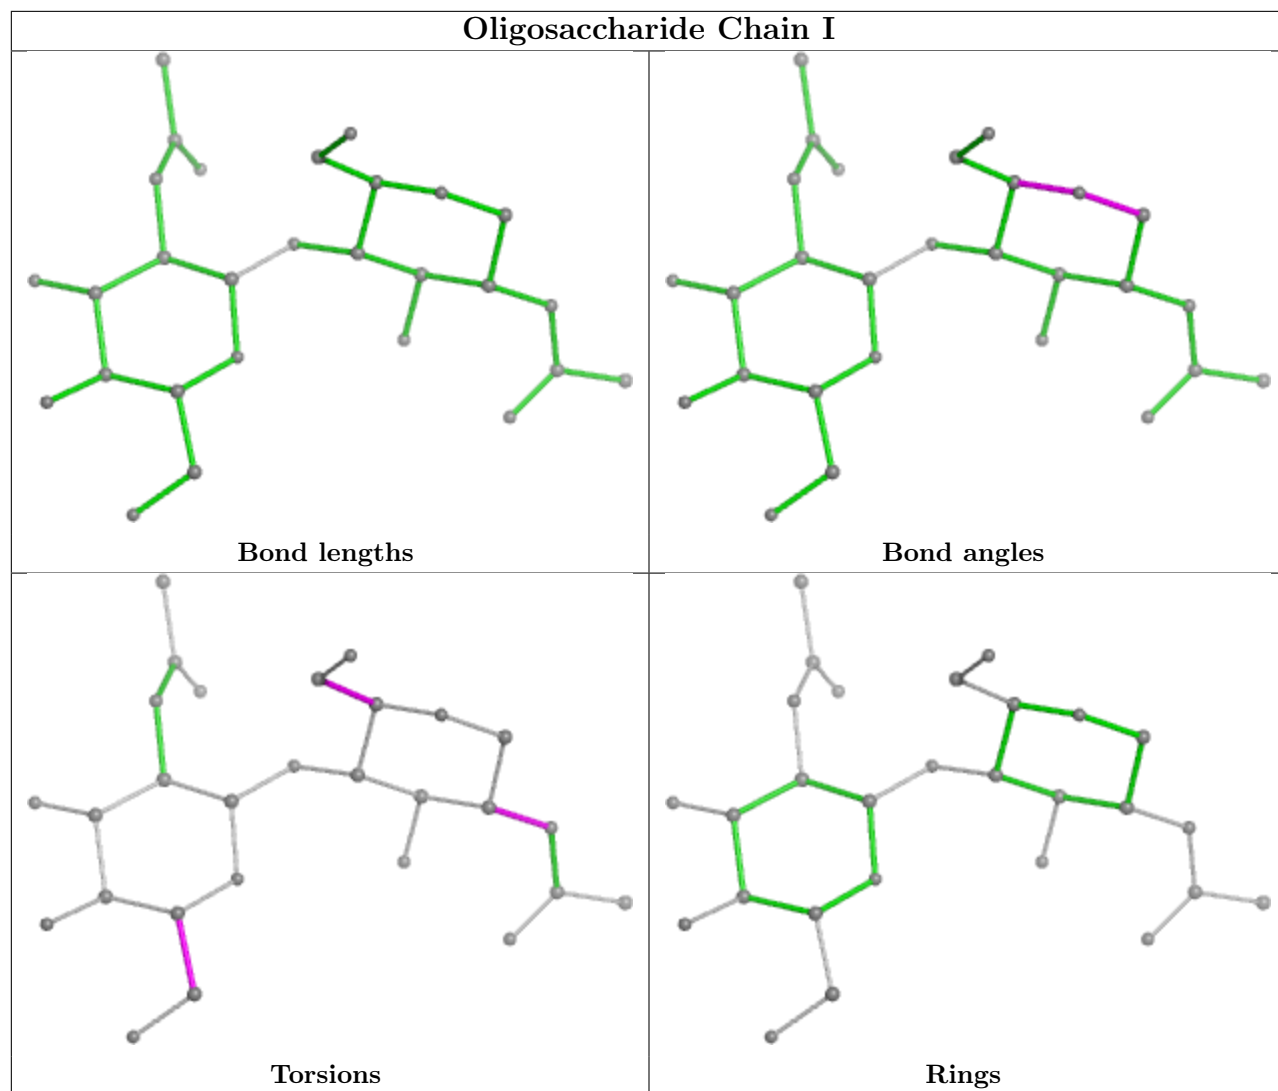 Oligosaccharide Chain I
Bond lengths
Bond angles
Torsions
Rings